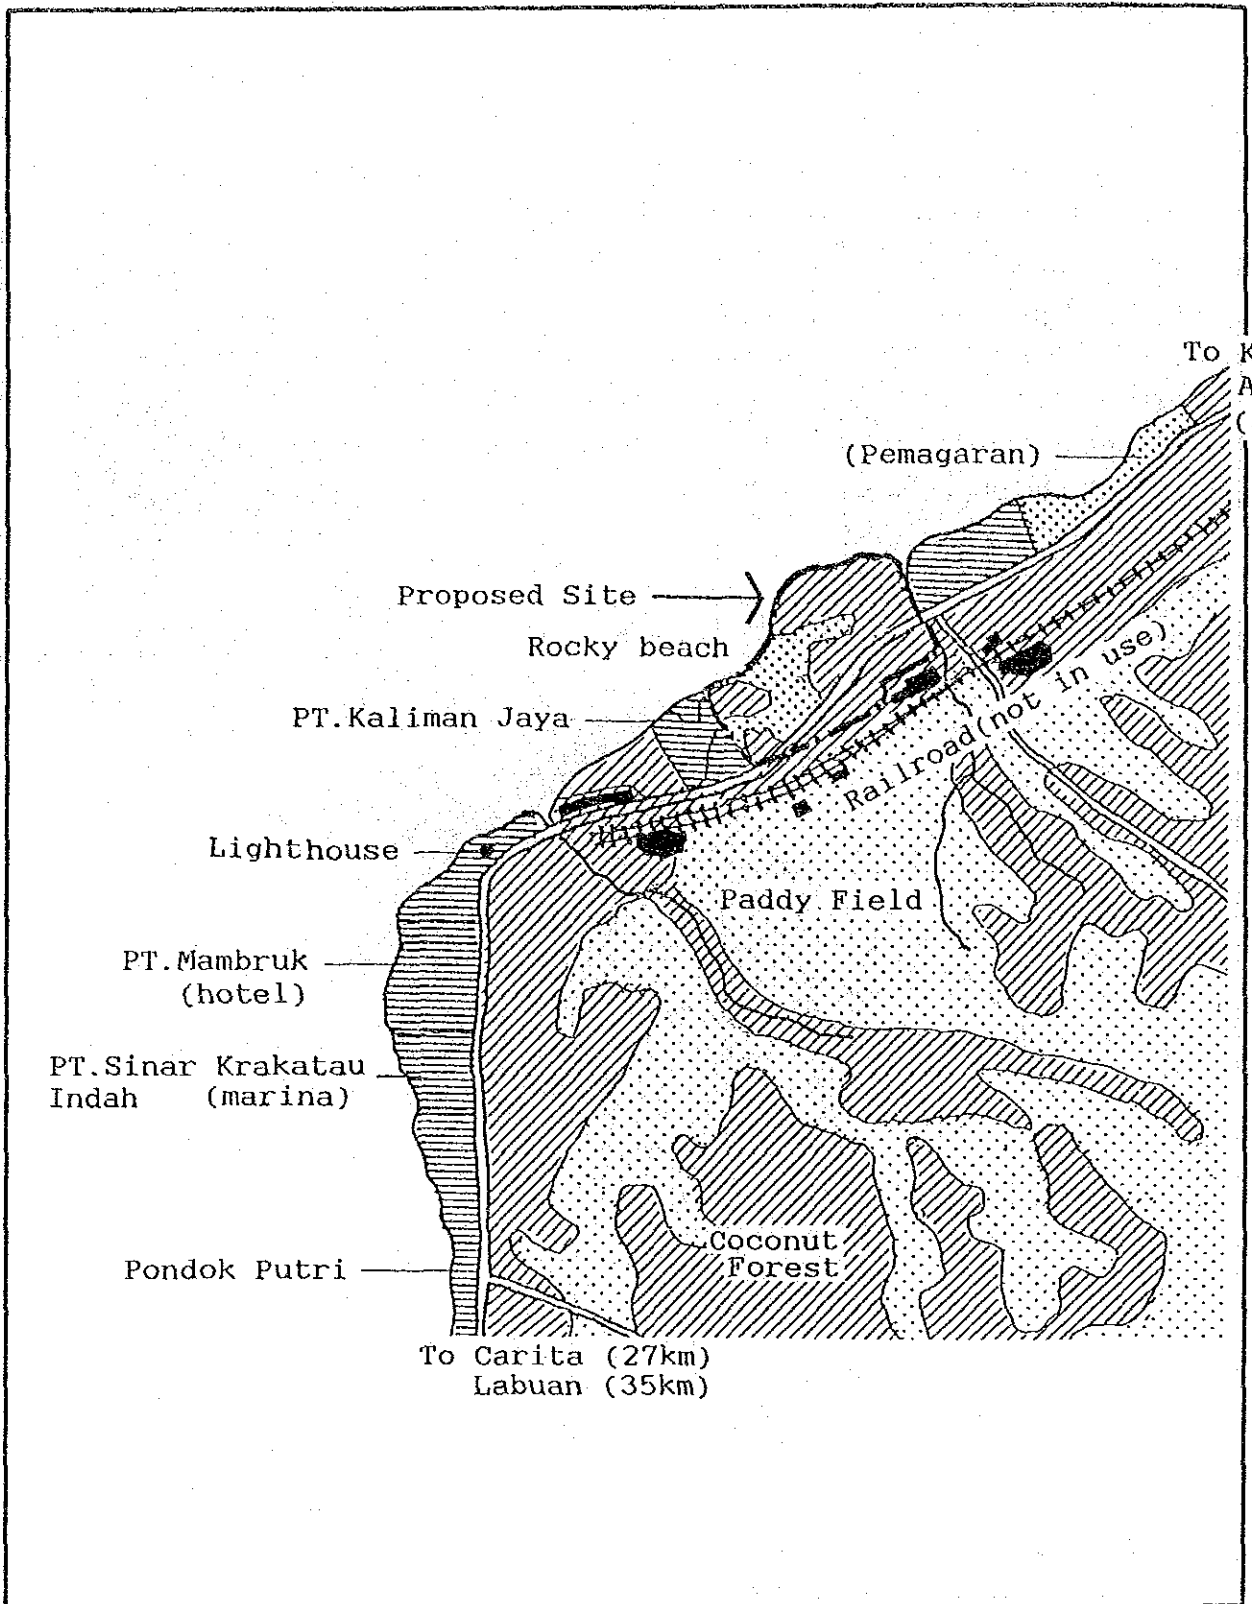 To K
A
(
(Pemagaran)
Proposed Site
Rocky beach
PT.Kaliman Jaya
Railroad(not in use)
Lighthouse
Paddy Field
PT.Mambruk
(hotel)
PT.Sinar Krakatau
Indah (marina)
Coconut
Forest
Pondok Putri
To Carita (27km)
Labuan (35km)